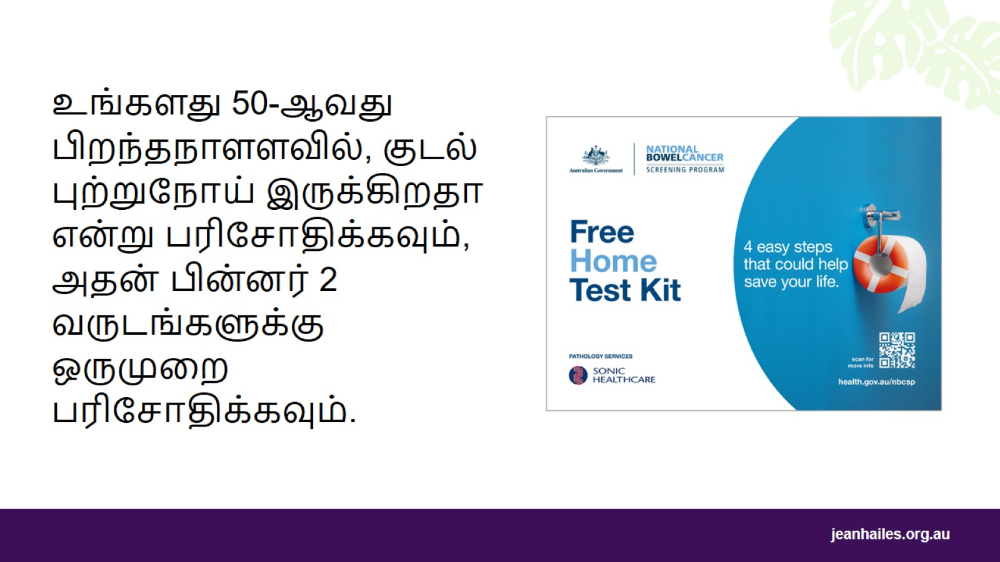 உங்களது 50-ஆவது
பிறந்தநாளளவில், குடல்
புற்றுநோய் இருக்கிறதா
என்று பரிசோதிக்கவும்,
அதன் பின்னர் 2
வருடங்களுக்கு
ஒருமுறை
பரிசோதிக்கவும்.
Australian Government
NATIONAL
BOWELCANCER
SCREENING PROGRAM
Free
Home
Test Kit
4 easy steps
that could help
save your life.
PATHOLOGY SERVICES
SONIC
HEALTHCARE
scan for
more info
health.gov.au/nbcsp
jeanhailes.org.au